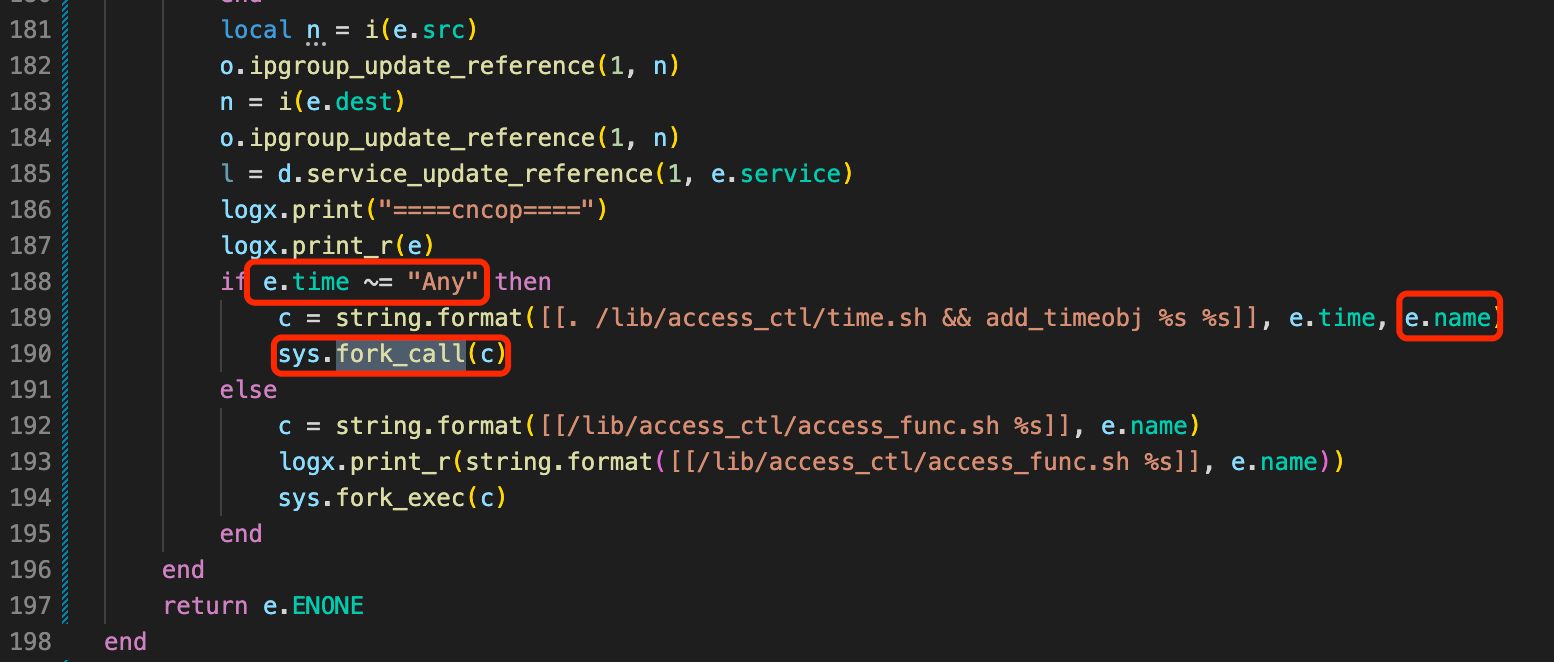 180 end
181 local n = i(e.src)
182 o.ipgroup_update_reference(1, n)
183 n = i(e.dest)
184 o.ipgroup_update_reference(1, n)
185 l = d.service_update_reference(1, e.service)
186 logx.print("====cncop====")
187 logx.print_r(e)
188 if e.time ~= "Any" then
189 c = string.format([[. /lib/access_ctl/time.sh && add_timeobj %s %s]], e.time, e.name)
190 sys.fork_call(c)
191 else
192 c = string.format([[/lib/access_ctl/access_func.sh %s]], e.name)
193 logx.print_r(string.format([[/lib/access_ctl/access_func.sh %s]], e.name))
194 sys.fork_exec(c)
195 end
196 end
197 return e.ENONE
198 end